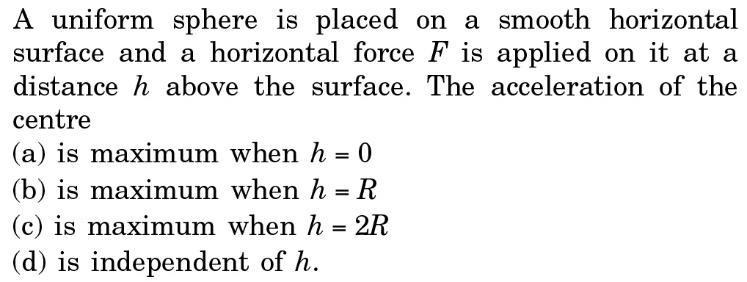 A uniform sphere is placed on a smooth horizontal
surface and a horizontal force F is applied on it at a
distance h above the surface. The acceleration of the
centre
(a) is maximum when h = 0
(b) is maximum when h = R
(c) is maximum when h = 2R
(d) is independent of h.